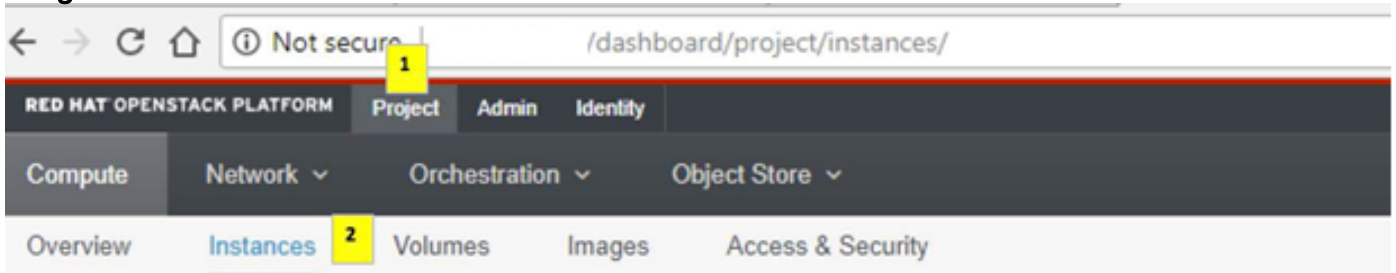 Not secure /dashboard/project/instances/
1
RED HAT OPENSTACK PLATFORM Project Admin Identity
Compute Network Orchestration Object Store
Overview Instances 2 Volumes Images Access & Security